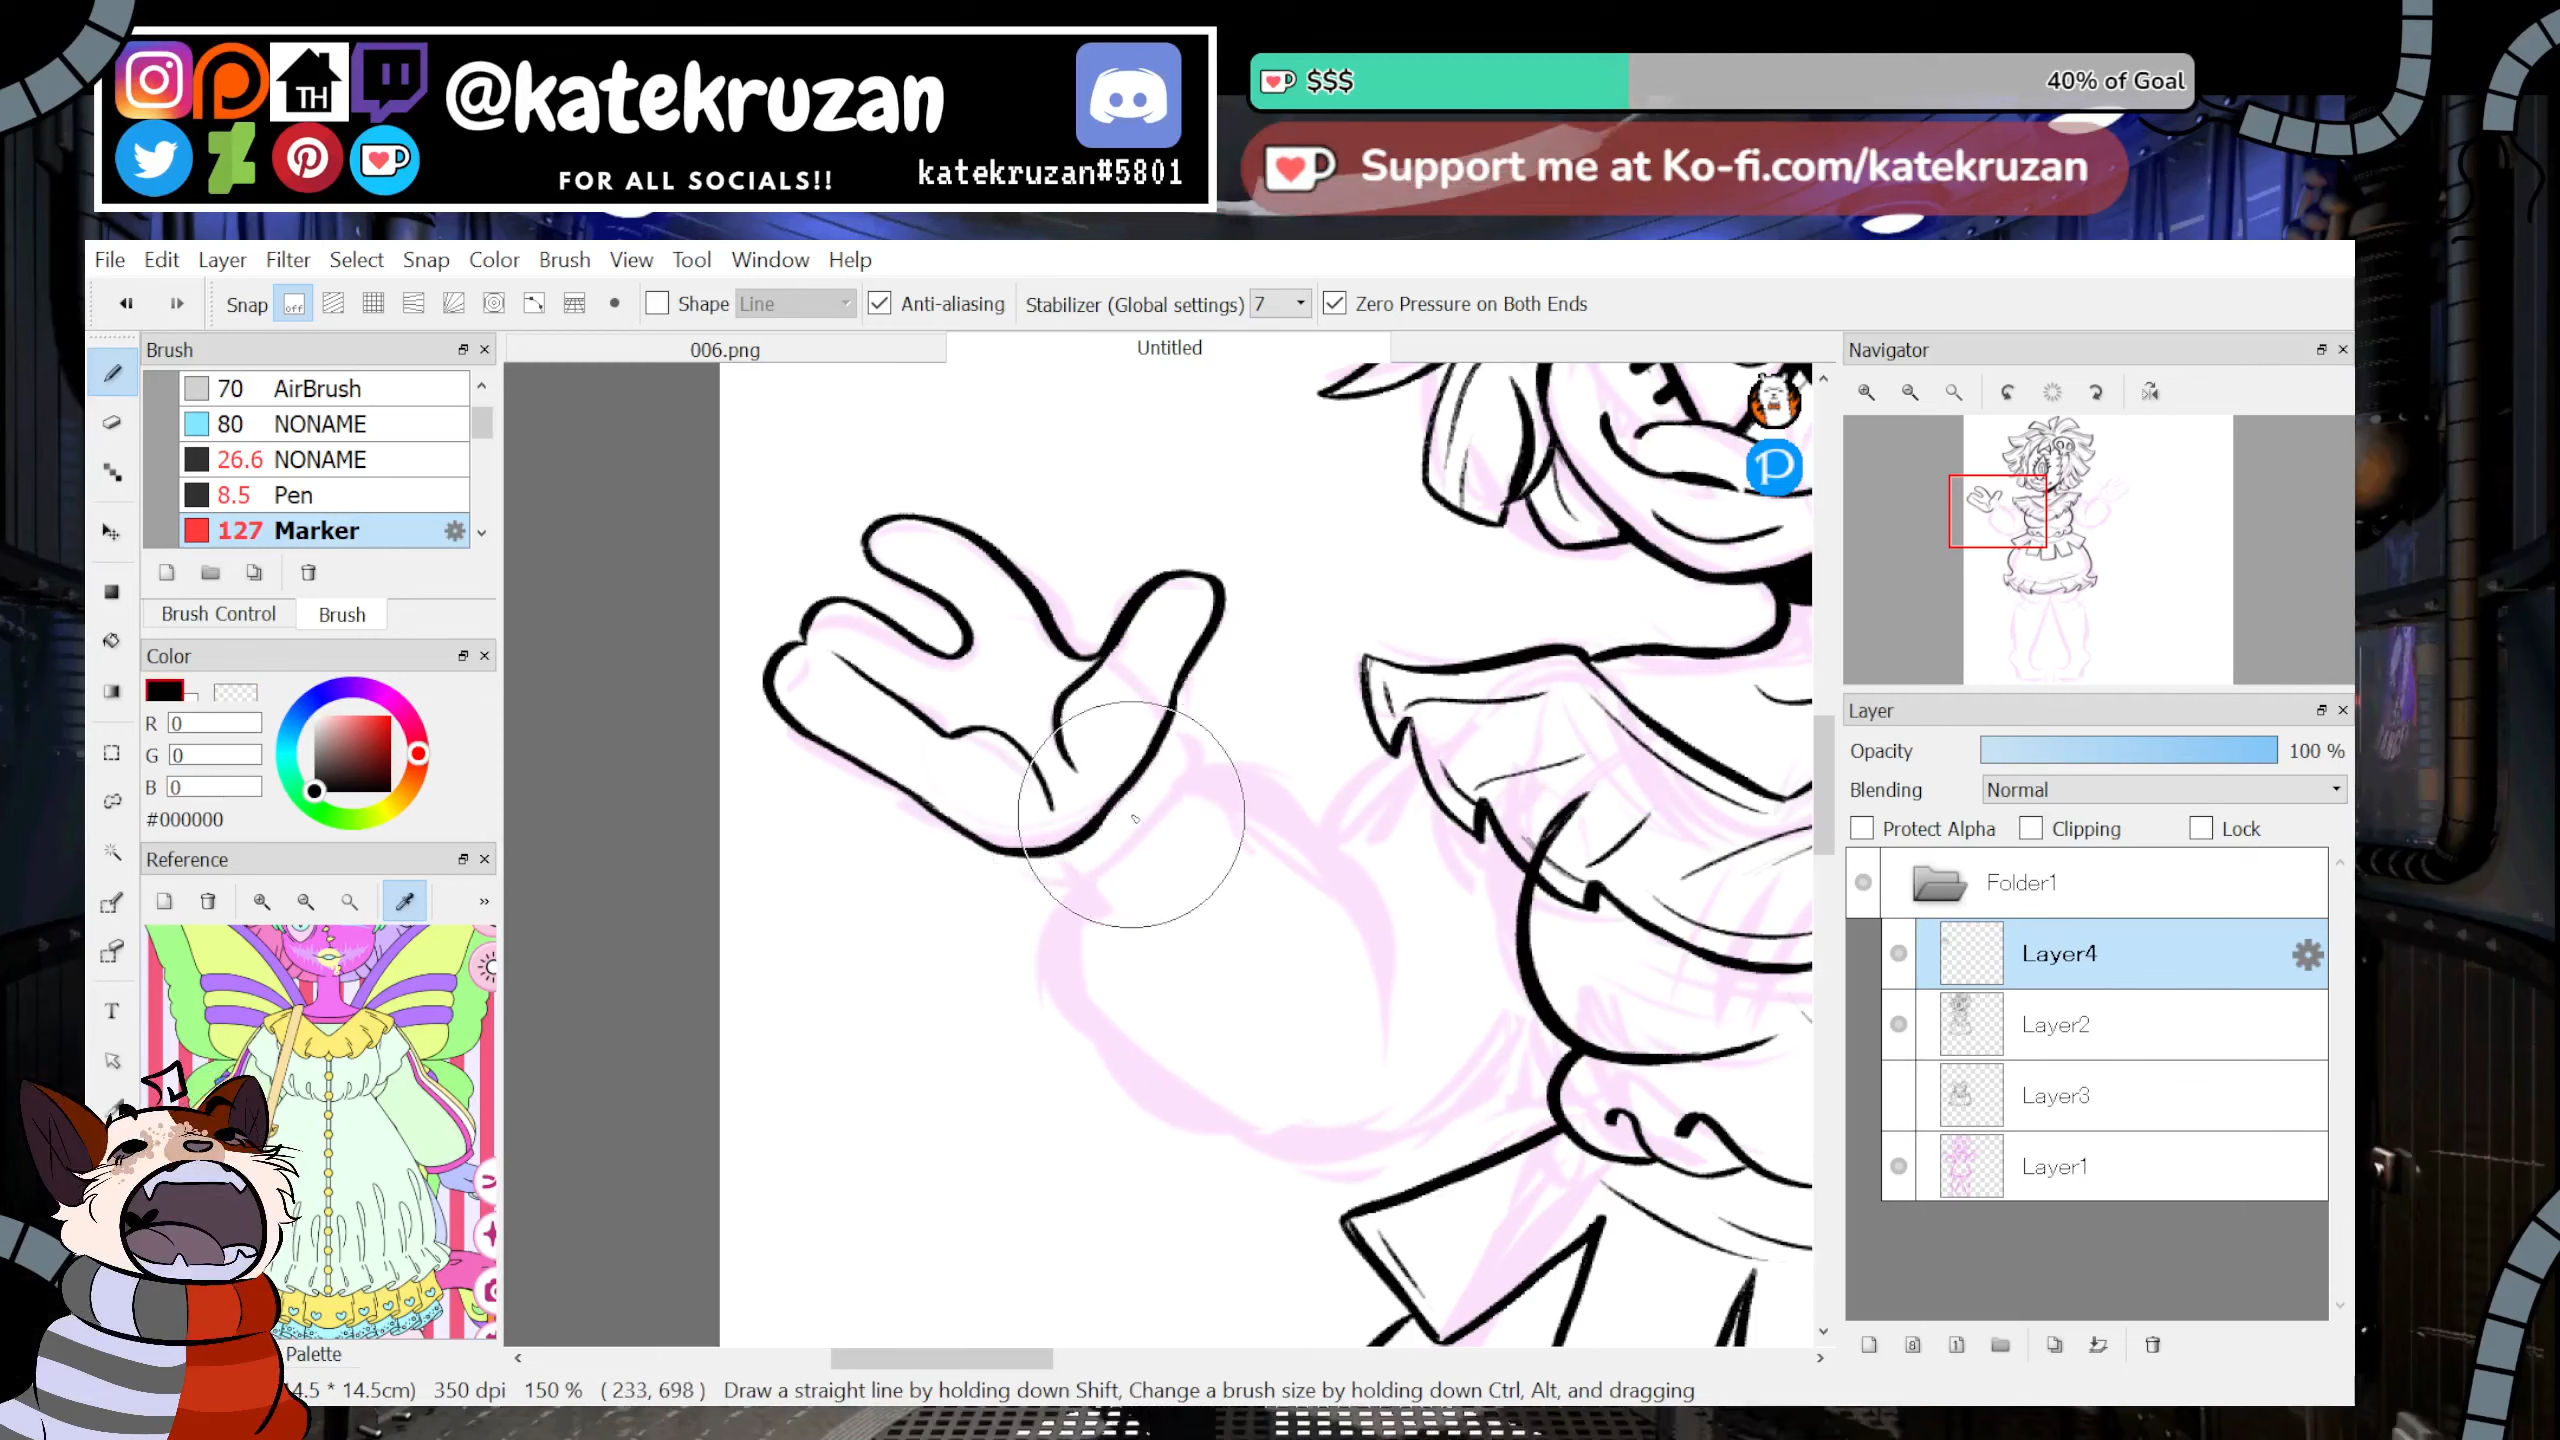 TH
@katekruzan
FOR ALL SOCIALS!!
katekruzan#5801
$$$
40% of Goal
Support me at Ko-fi.com/katekruzan
File Edit Layer Filter Select Snap Color Brush View Tool Window Help
Snap off Shape Line Anti-aliasing Stabilizer (Global settings) 7 Zero Pressure on Both Ends
Brush
006.png
Untitled
Navigator
70 AirBrush
80 NONAME
26.6 NONAME
8.5 Pen
127 Marker
Brush Control Brush
Color
R 0
G 0
B 0
#000000
Reference
P
Layer
Opacity 100 %
Blending Normal
Protect Alpha Clipping Lock
Folder1
Layer4
Layer2
Layer3
Layer1
T
Palette
4.5 * 14.5cm) 350 dpi 150 % ( 233, 698 ) Draw a straight line by holding down Shift, Change a brush size by holding down Ctrl, Alt, and dragging